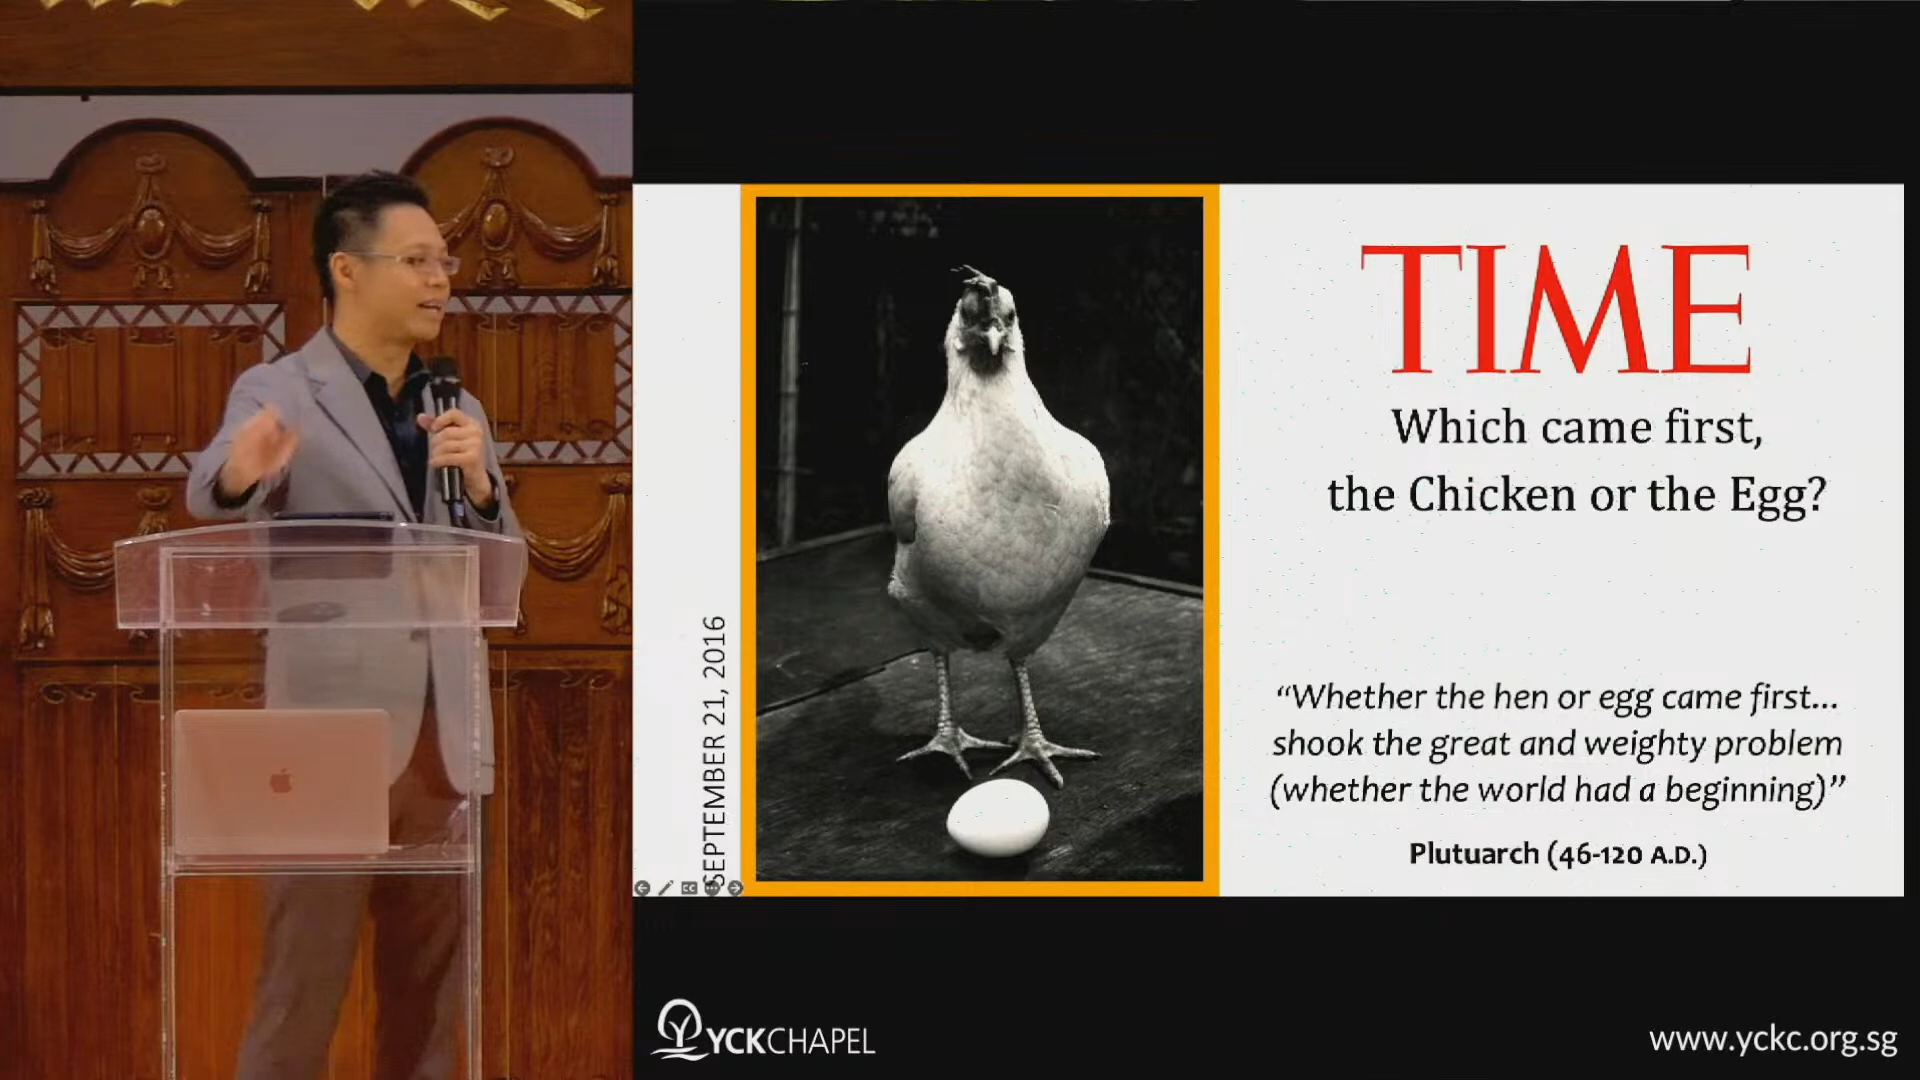 SEPTEMBER 21, 2016
TIME
Which came first,
the Chicken or the Egg?
“Whether the hen or egg came first...
shook the great and weighty problem
(whether the world had a beginning)”
Plutuarch (46-120 A.D.)
YCKCHAPEL
www.yckc.org.sg